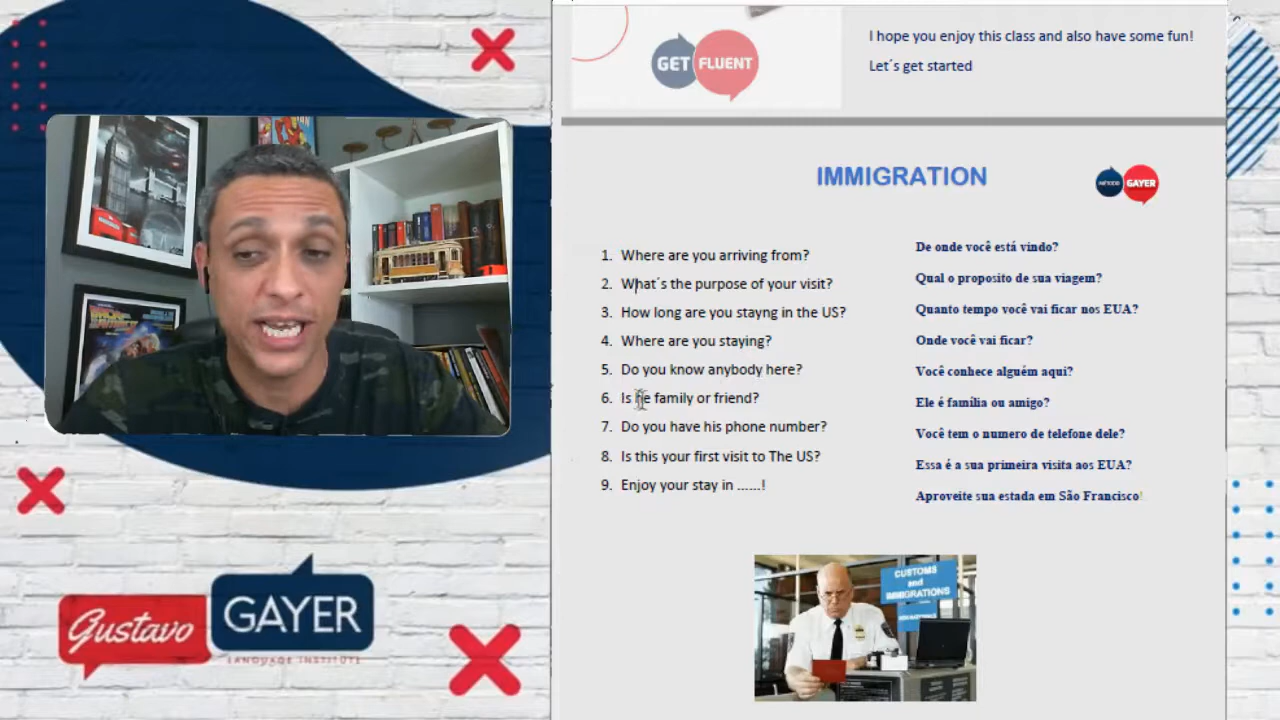 I hope you enjoy this class and also have some fun!
Let´s get started
GET FLUENT
IMMIGRATION
MÉTODO GAYER
1. Where are you arriving from?
2. What´s the purpose of your visit?
3. How long are you stayng in the US?
4. Where are you staying?
5. Do you know anybody here?
6. Is he family or friend?
7. Do you have his phone number?
8. Is this your first visit to The US?
9. Enjoy your stay in ......!
De onde você está vindo?
Qual o proposito de sua viagem?
Quanto tempo você vai ficar nos EUA?
Onde você vai ficar?
Você conhece alguém aqui?
Ele é família ou amigo?
Você tem o numero de telefone dele?
Essa é a sua primeira visita aos EUA?
Aproveite sua estada em São Francisco!
CUSTOMS
and
IMMIGRATIONS
Gustavo GAYER
LANGUAGE INSTITUTE